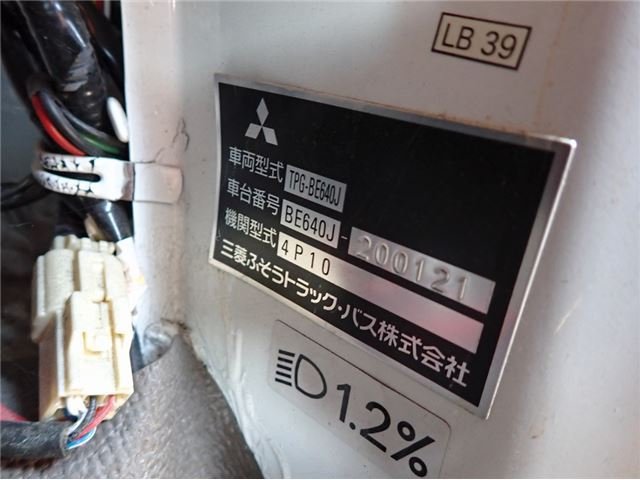 LB 39
車両型式 TPG-BE640J
車台番号 BE640J-200121
機関型式 4P10
三菱ふそうトラック・バス株式会社
1.2%